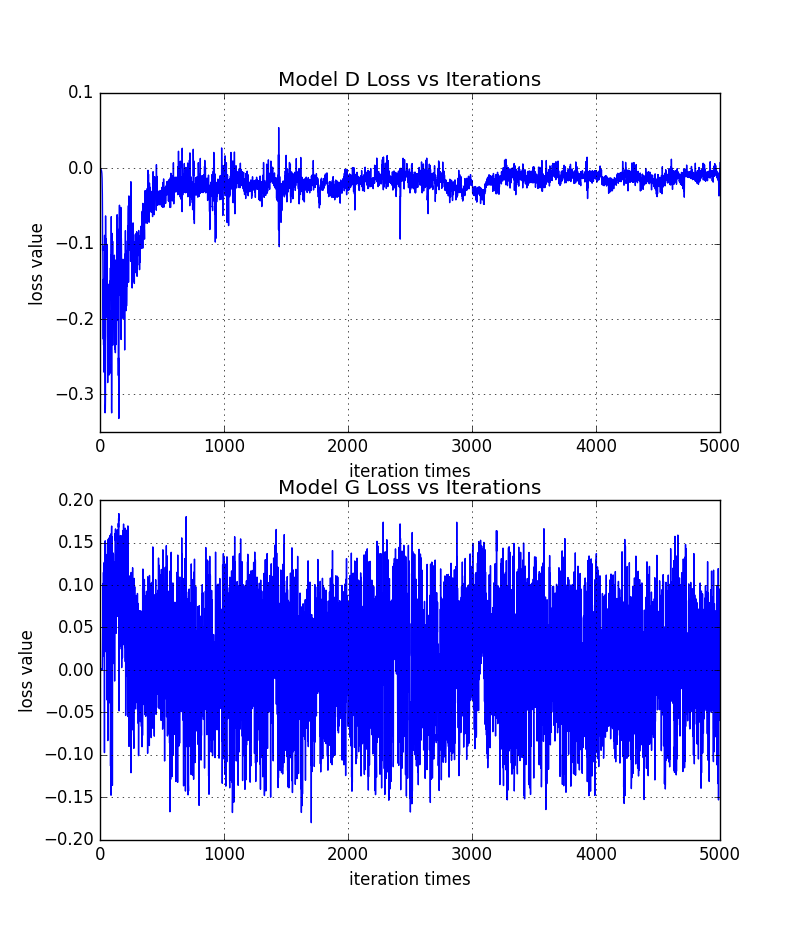 Model D Loss vs Iterations
0.1
0.0
−0.1
−0.2
−0.3
loss value
0 1000 2000 3000 4000 5000
iteration times
Model G Loss vs Iterations
0.20
0.15
0.10
0.05
0.00
−0.05
−0.10
−0.15
−0.20
loss value
0 1000 2000 3000 4000 5000
iteration times